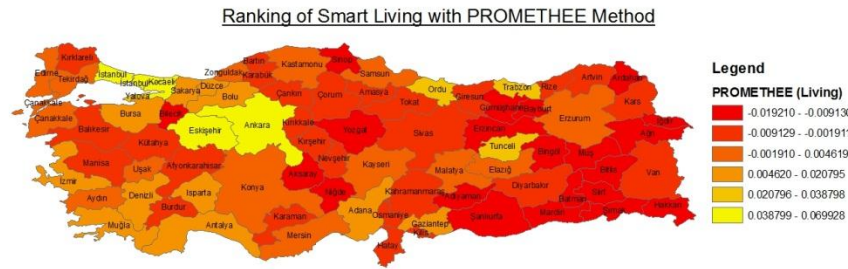 Ranking of Smart Living with PROMETHEE Method
Kırklareli
Edirne
Tekirdağ
İstanbul
İstanbul
Kocaeli
Yalova
Sakarya
Düzce
Zonguldak
Bartın
Karabük
Kastamonu
Sinop
Samsun
Ordu
Giresun
Trabzon
Rize
Artvin
Ardahan
Kars
Çanakkale
Çanakkale
Balıkesir
Bursa
Bilecik
Bolu
Çankırı
Çorum
Amasya
Tokat
Gümüşhane
Bayburt
Erzurum
Ağrı
Eskişehir
Ankara
Kırıkkale
Kırşehir
Yozgat
Sivas
Erzincan
Tunceli
Bingöl
Muş
Kütahya
Manisa
Uşak
Afyonkarahisar
Nevşehir
Kayseri
Malatya
Elazığ
Diyarbakır
Bitlis
Van
İzmir
Aydın
Denizli
Isparta
Burdur
Konya
Aksaray
Niğde
Kahramanmaraş
Adıyaman
Batman
Siirt
Hakkari
Muğla
Antalya
Karaman
Mersin
Adana
Osmaniye
Gaziantep
Kilis
Şanlıurfa
Mardin
Hatay
Legend
PROMETHEE (Living)
-0.019210 - -0.009130
-0.009129 - -0.001911
-0.001910 - 0.004619
0.004620 - 0.020795
0.020796 - 0.038798
0.038799 - 0.069928